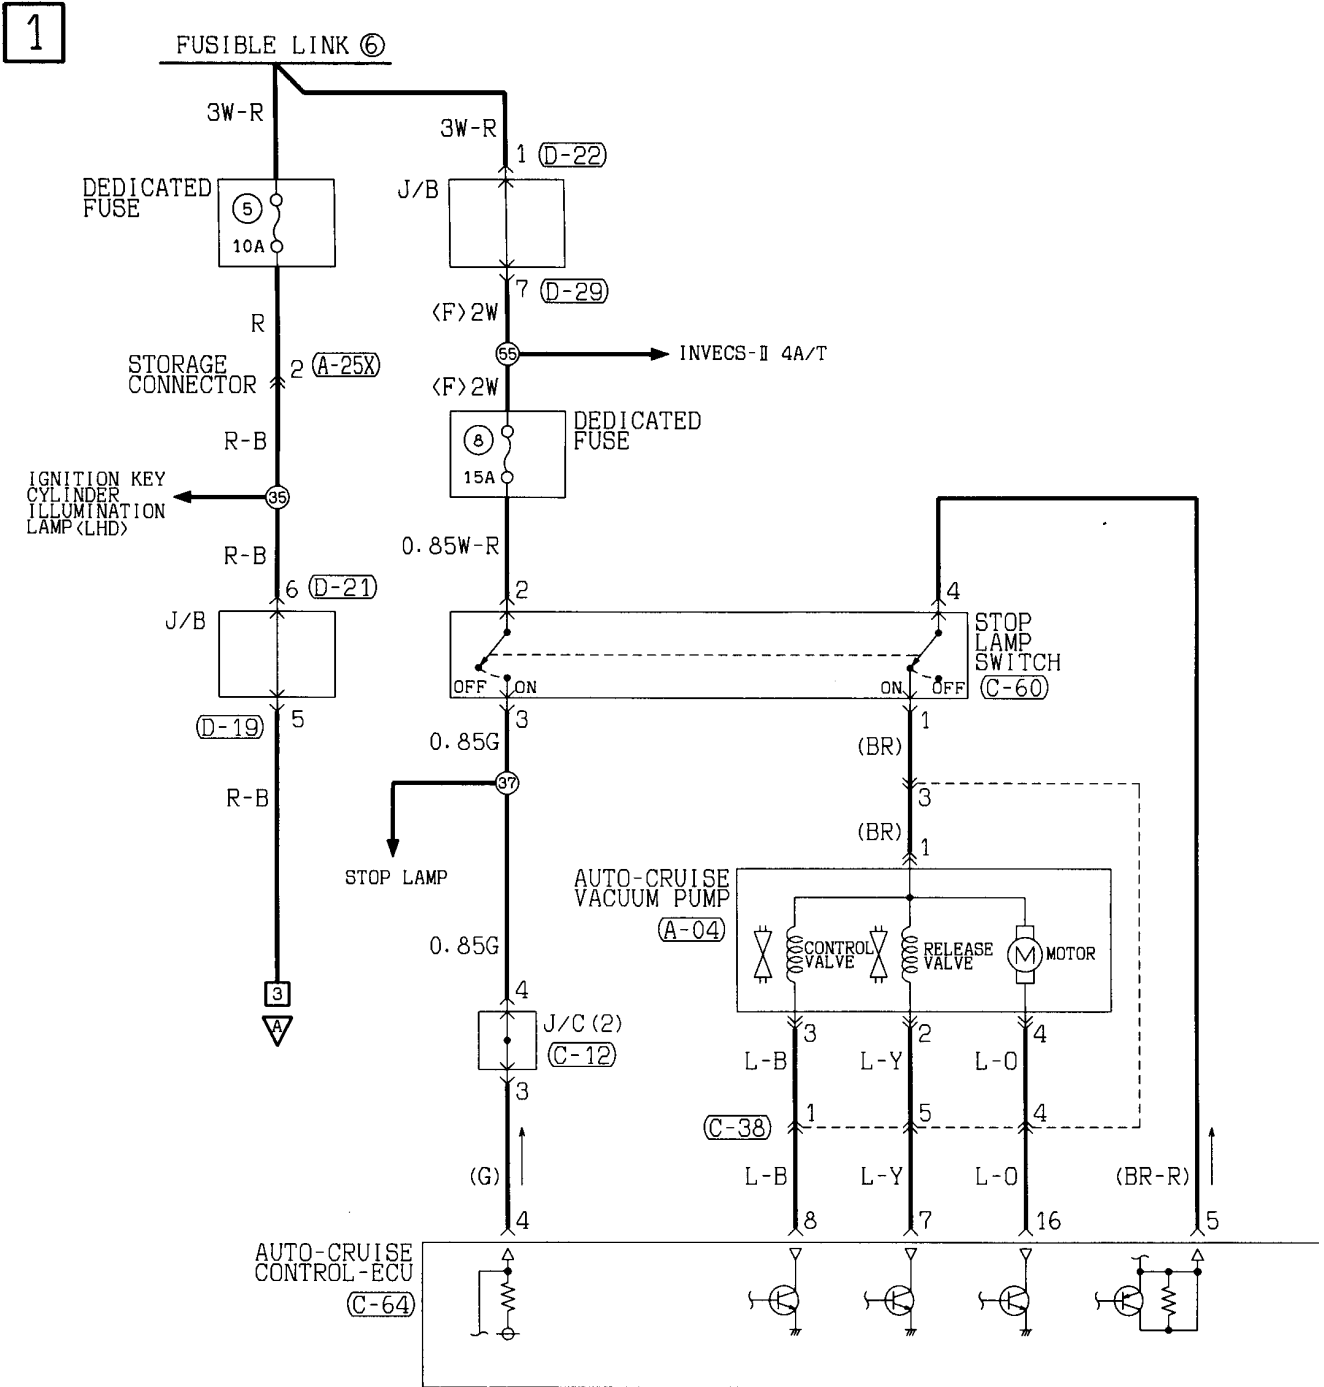 1
FUSIBLE LINK ⑥
3W-R
3W-R
1 (D-22)
DEDICATED
FUSE
5
10A
J/B
7 (D-29)
<F>2W
R
55
INVECS-Ⅱ 4A/T
STORAGE
CONNECTOR
2 (A-25X)
<F>2W
DEDICATED
FUSE
8
15A
R-B
IGNITION KEY
CYLINDER
ILLUMINATION
LAMP<LHD>
35
R-B
0.85W-R
6 (D-21)
2
4
J/B
STOP
LAMP
SWITCH
(C-60)
OFF
ON
ON
OFF
(D-19)
5
3
1
0.85G
(BR)
37
3
R-B
(BR)
1
STOP LAMP
AUTO-CRUISE
VACUUM PUMP
(A-04)
CONTROL
VALVE
RELEASE
VALVE
M
MOTOR
0.85G
3
A
4
J/C(2)
(C-12)
3
3
2
4
L-B
L-Y
L-O
(C-38)
1
5
4
(G)
L-B
L-Y
L-O
(BR-R)
4
8
7
16
5
AUTO-CRUISE
CONTROL-ECU
(C-64)